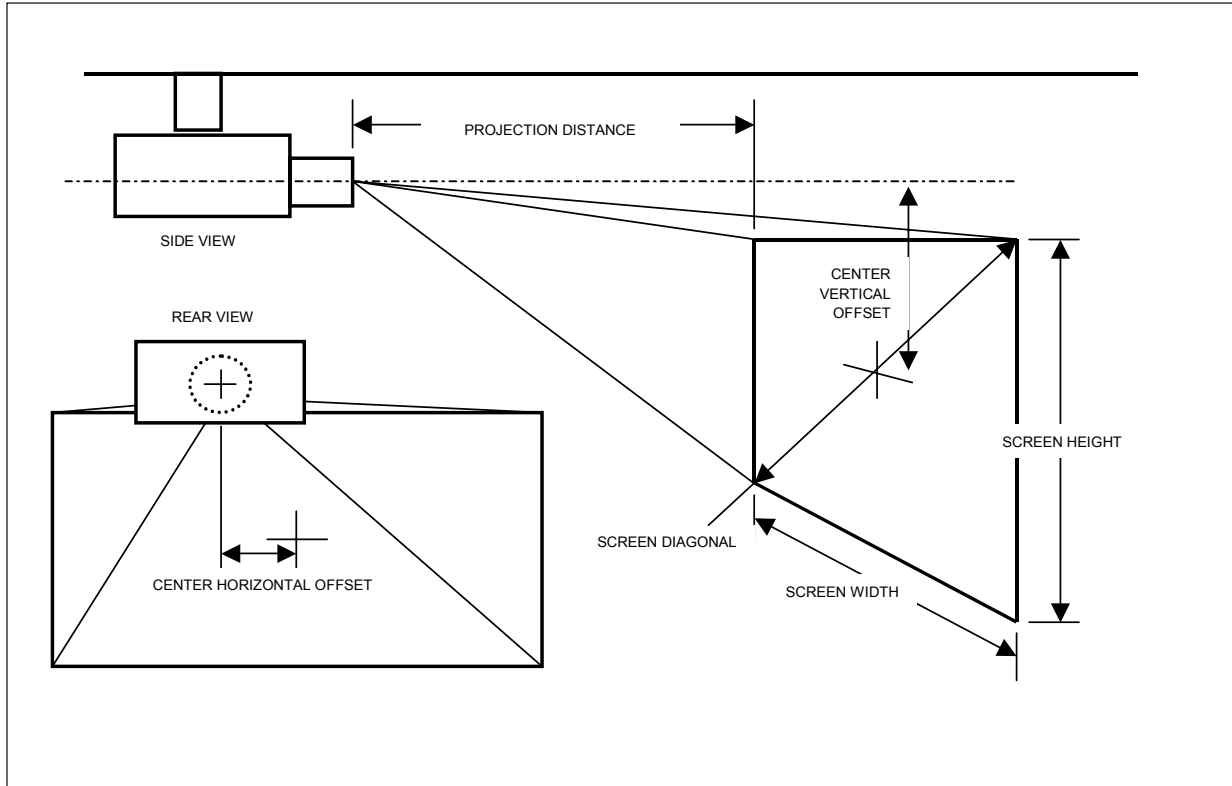 PROJECTION DISTANCE
SIDE VIEW
CENTER
VERTICAL
OFFSET
REAR VIEW
SCREEN HEIGHT
SCREEN DIAGONAL
CENTER HORIZONTAL OFFSET
SCREEN WIDTH